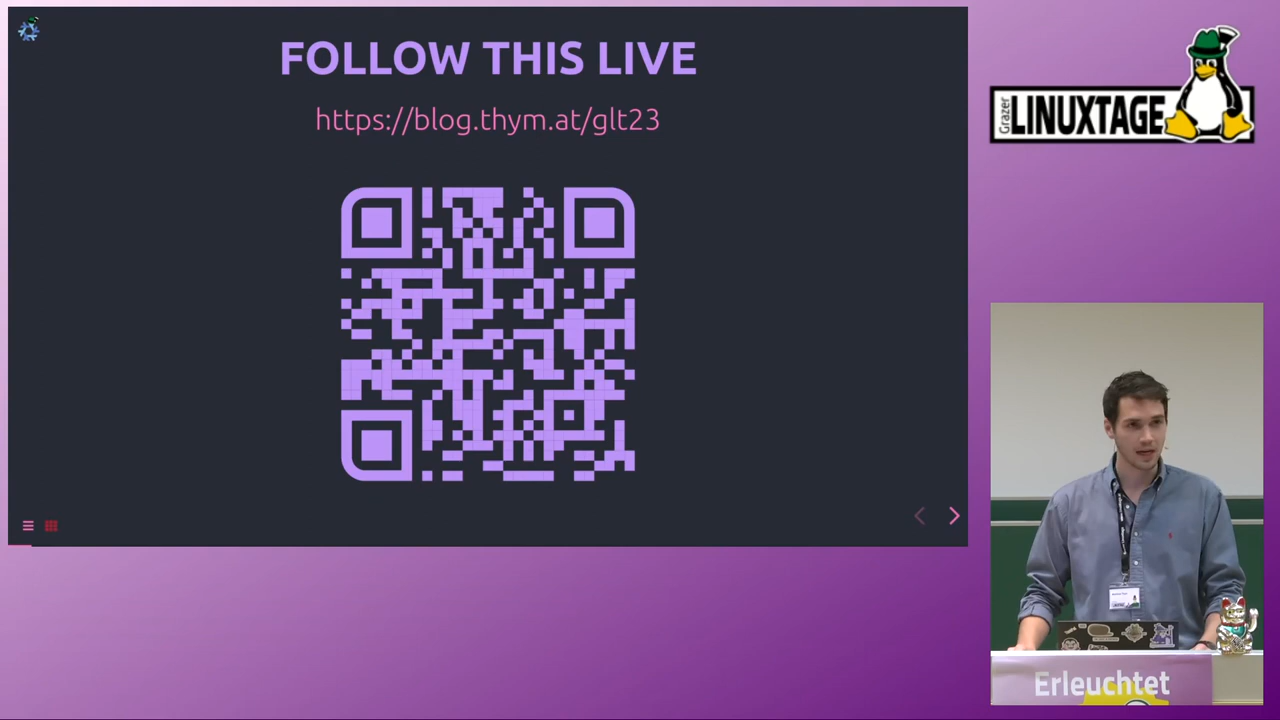 FOLLOW THIS LIVE
https://blog.thym.at/glt23
Grazer
LINUXTAGE
Erleuchtet